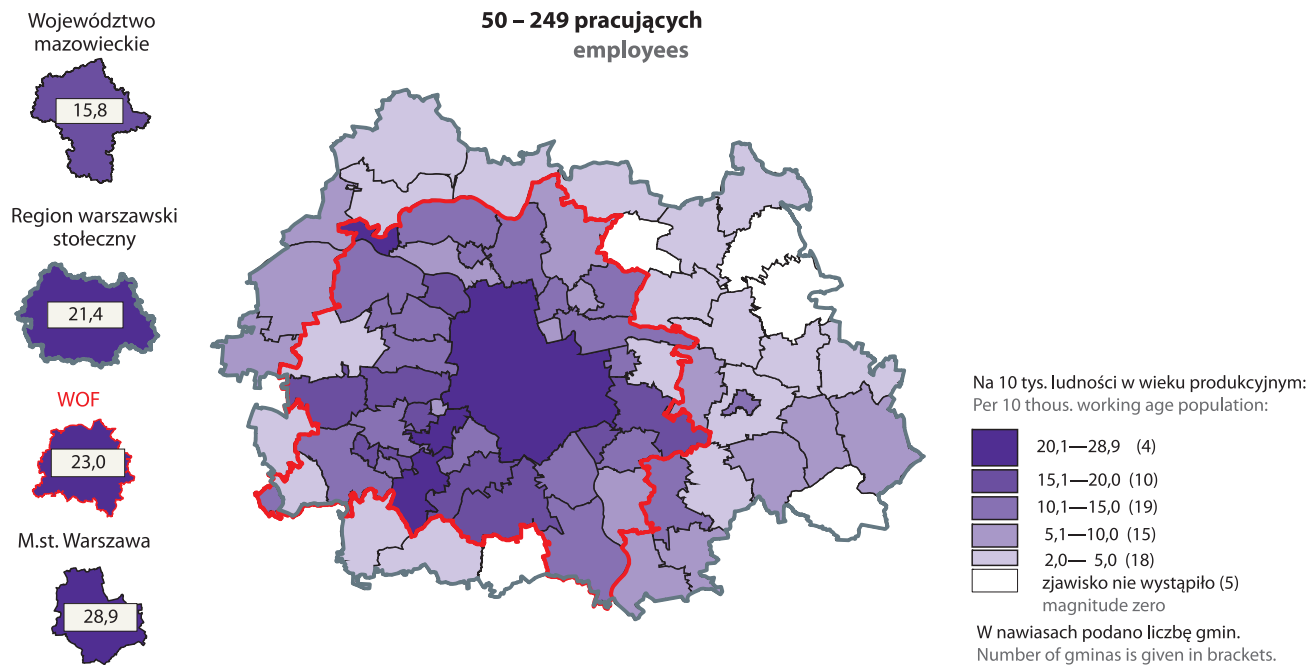 50 – 249 pracujących
employees
Województwo
mazowieckie
15,8
Region warszawski
stołeczny
21,4
WOF
23,0
M.st. Warszawa
28,9
Na 10 tys. ludności w wieku produkcyjnym:
Per 10 thous. working age population:
20,1—28,9 (4)
15,1—20,0 (10)
10,1—15,0 (19)
5,1—10,0 (15)
2,0— 5,0 (18)
zjawisko nie wystąpiło (5)
magnitude zero
W nawiasach podano liczbę gmin.
Number of gminas is given in brackets.